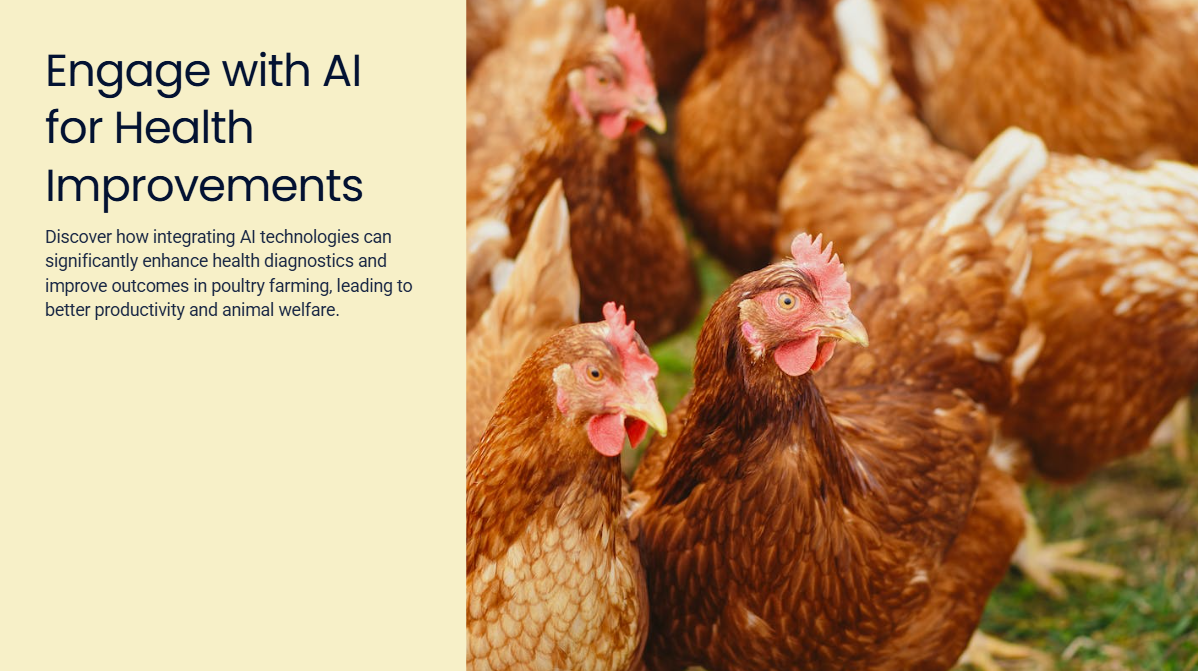 Engage with AI
for Health
Improvements
Discover how integrating AI technologies can
significantly enhance health diagnostics and
improve outcomes in poultry farming, leading to
better productivity and animal welfare.